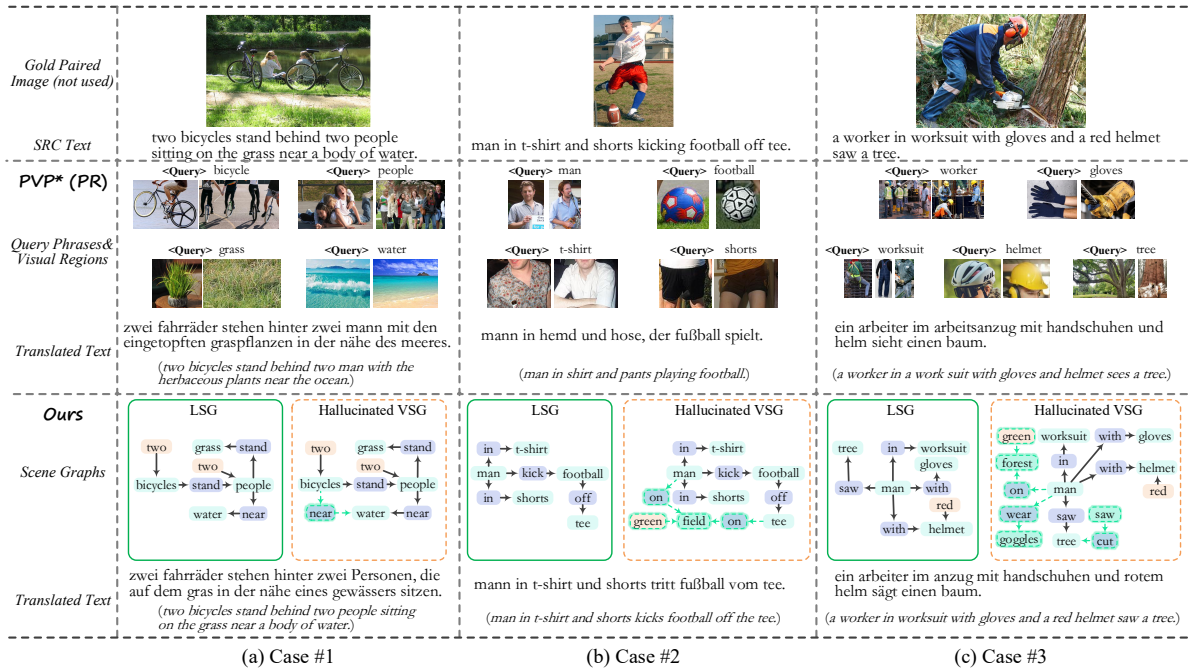 Gold Paired
Image (not used)
SRC Text
two bicycles stand behind two people
sitting on the grass near a body of water.
man in t-shirt and shorts kicking football off tee.
a worker in worksuit with gloves and a red helmet
saw a tree.
PVP* (PR)
Query Phrases&
Visual Regions
<Query> bicycle
<Query> people
<Query> grass
<Query> water
<Query> man
<Query> football
<Query> t-shirt
<Query> shorts
<Query> worker
<Query> gloves
<Query> worksuit
<Query> helmet
<Query> tree
Translated Text
zwei fahrräder stehen hinter zwei mann mit den
eingetopften graspflanzen in der nähe des meeres.
(two bicycles stand behind two man with the
herbaceous plants near the ocean.)
mann in hemd und hose, der fußball spielt.
(man in shirt and pants playing football.)
ein arbeiter im arbeitsanzug mit handschuhen und
helm sieht einen baum.
(a worker in a work suit with gloves and helmet sees a tree.)
Ours
Scene Graphs
LSG
two
grass
stand
two
bicycles
stand
people
water
near
Hallucinated VSG
two
grass
stand
two
bicycles
stand
people
near
water
near
LSG
in
t-shirt
man
kick
football
in
shorts
off
tee
Hallucinated VSG
in
t-shirt
man
kick
football
on
in
shorts
off
green
field
on
tee
LSG
tree
in
worksuit
gloves
saw
man
with
red
with
helmet
Hallucinated VSG
green
worksuit
with
gloves
forest
in
with
helmet
on
man
red
wear
saw
saw
goggles
tree
cut
Translated Text
zwei fahrräder stehen hinter zwei Personen, die
auf dem gras in der nähe eines gewässers sitzen.
(two bicycles stand behind two people sitting
on the grass near a body of water.)
mann in t-shirt und shorts tritt fußball vom tee.
(man in t-shirt and shorts kicks football off the tee.)
ein arbeiter im anzug mit handschuhen und rotem
helm sägt einen baum.
(a worker in worksuit with gloves and a red helmet saw a tree.)
(a) Case #1
(b) Case #2
(c) Case #3